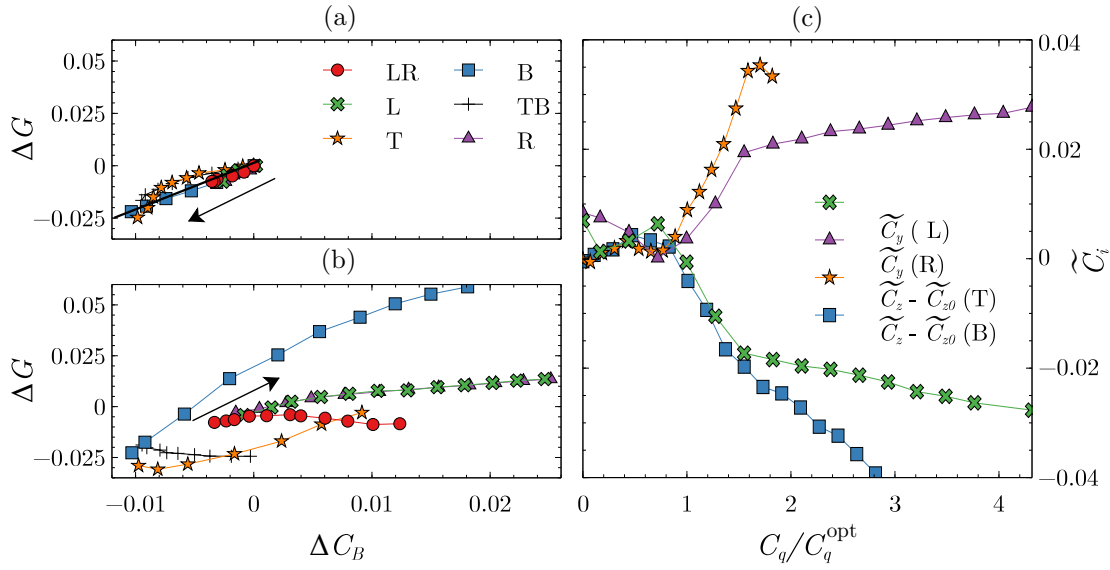 (a)
0.05
0.025
0
−0.025
ΔG
LR
L
T
B
TB
R
(b)
0.05
0.025
0
−0.025
ΔG
−0.01
0
0.01
0.02
ΔC_B
(c)
0.04
0.02
0
−0.02
−0.04
C̃_i
C̃_y ( L)
C̃_y (R)
C̃_z - C̃_z0 (T)
C̃_z - C̃_z0 (B)
0
1
2
3
4
C_q/C_q^opt